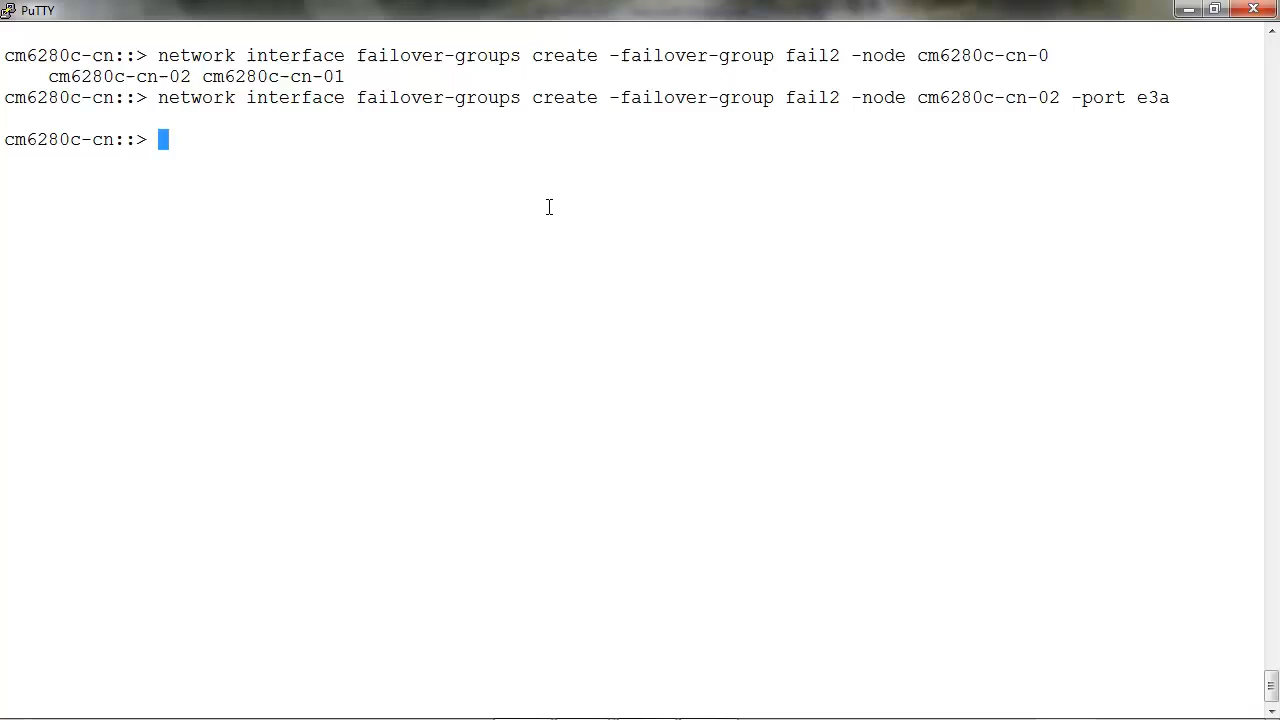 PuTTY
cm6280c-cn::> network interface failover-groups create -failover-group fail2 -node cm6280c-cn-0
cm6280c-cn-02 cm6280c-cn-01
cm6280c-cn::> network interface failover-groups create -failover-group fail2 -node cm6280c-cn-02 -port e3a
cm6280c-cn::>